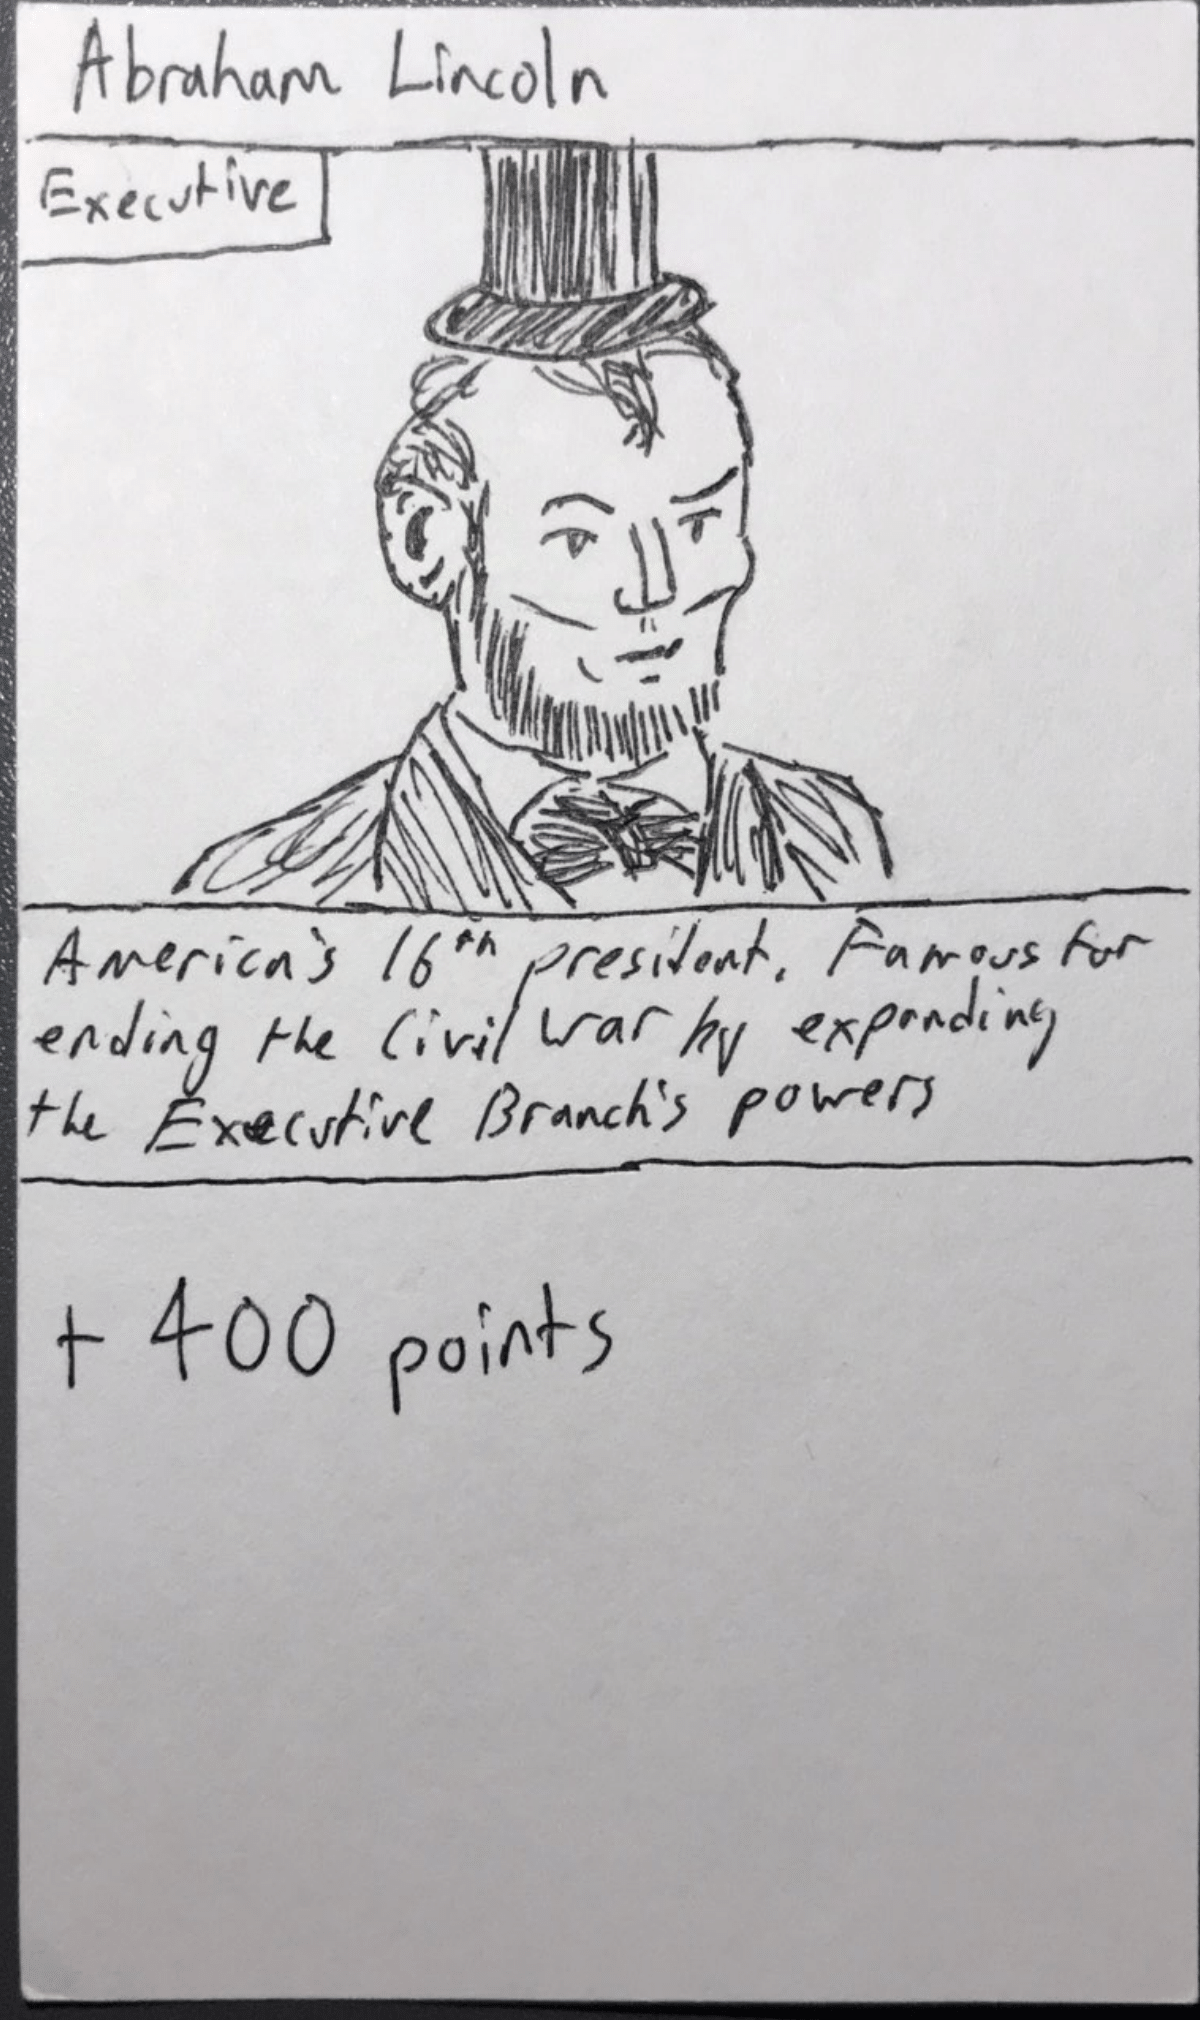 Abraham Lincoln
Executive
America's 16th president. Famous for
ending the Civil War by expanding
the Executive Branch's powers
+ 400 points